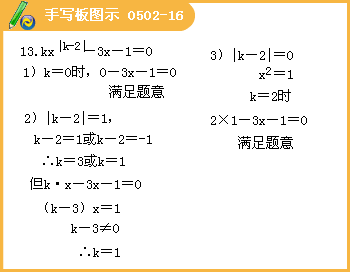 手写板图示 0502-16
13.kx|k-2|-3x-1=0
1) k=0时, 0-3x-1=0
满足题意
2) |k-2|=1,
k-2=1或k-2=-1
∴k=3或k=1
但k·x-3x-1=0
(k-3) x=1
k-3≠0
∴k=1
3) |k-2|=0
x²=1
k=2时
2×1-3x-1=0
满足题意